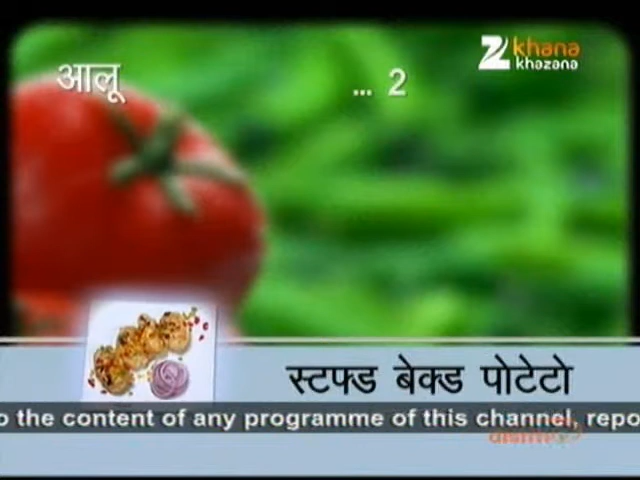 Z khana khazana
आलू ... 2
स्टफ्ड बेक्ड पोटेटो
o the content of any programme of this channel, repo